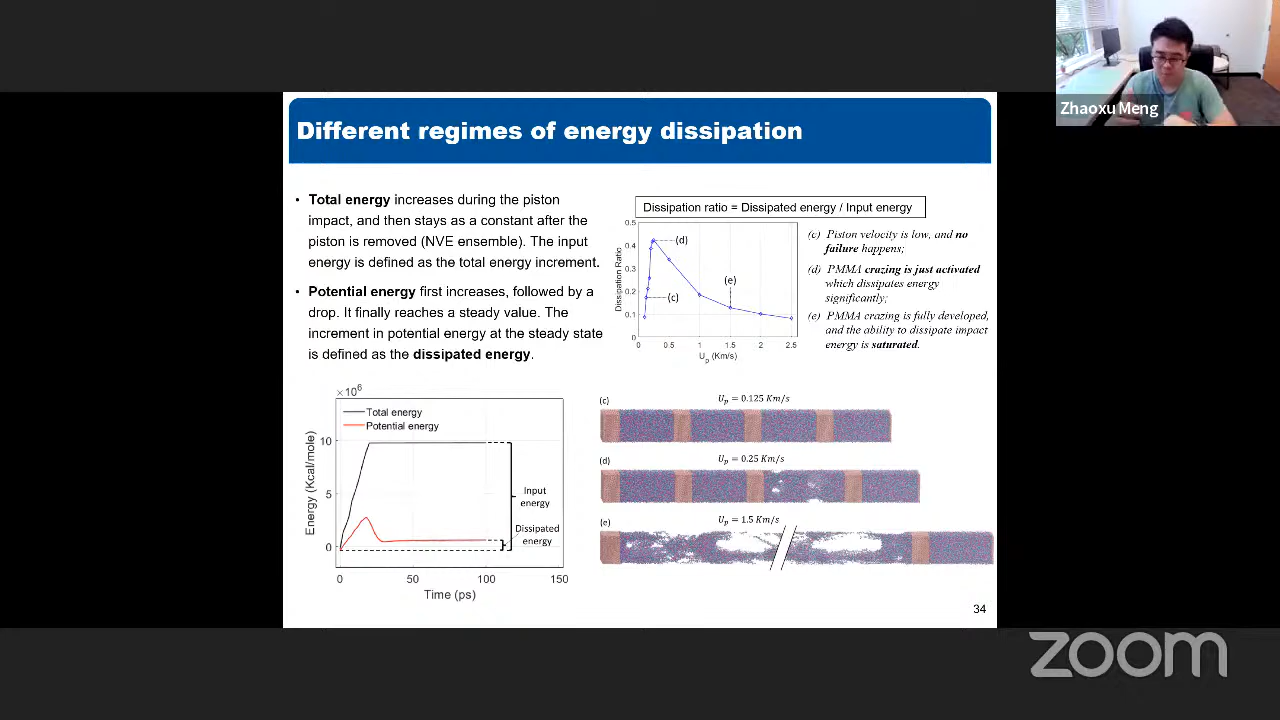 Zhaoxu Meng
Different regimes of energy dissipation
• Total energy increases during the piston
impact, and then stays as a constant after the
piston is removed (NVE ensemble). The input
energy is defined as the total energy increment.
• Potential energy first increases, followed by a
drop. It finally reaches a steady value. The
increment in potential energy at the steady state
is defined as the dissipated energy.
Dissipation ratio = Dissipated energy / Input energy
0.5
0.4
0.3
0.2
0.1
0
Dissipation Ratio
(d)
(e)
(c)
0 0.5 1 1.5 2 2.5
Up (Km/s)
(c) Piston velocity is low, and no
failure happens;
(d) PMMA crazing is just activated
which dissipates energy
significantly;
(e) PMMA crazing is fully developed,
and the ability to dissipate impact
energy is saturated.
×10^6
Total energy
Potential energy
10
5
0
Energy (Kcal/mole)
Input
energy
Dissipated
energy
0 50 100 150
Time (ps)
(c) Up = 0.125 Km/s
(d) Up = 0.25 Km/s
(e) Up = 1.5 Km/s
34
zoom